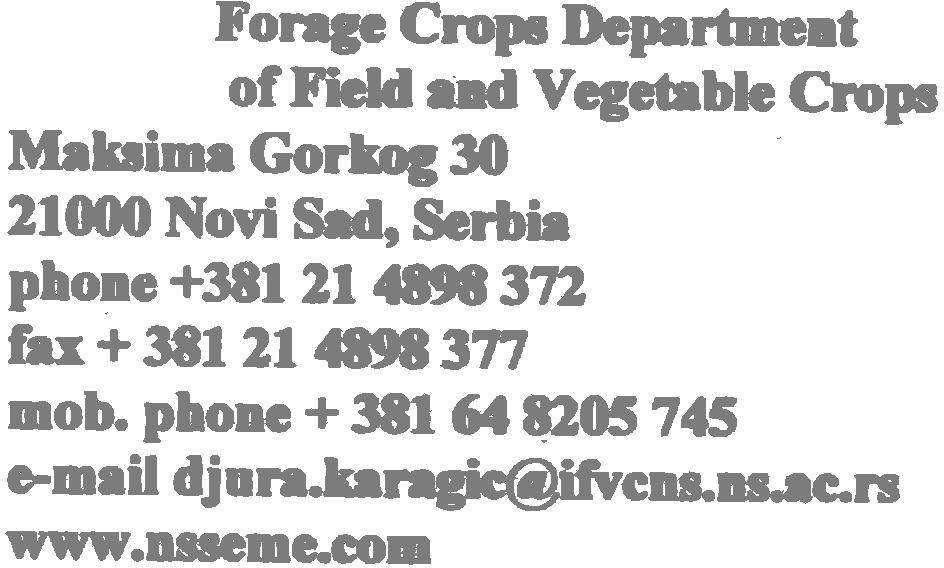 Forage Crops Department
of Field and Vegetable Crops
Maksima Gorkog 30
21000 Novi Sad, Serbia
phone +381 21 4898 372
fax + 381 21 4898 377
mob. phone + 381 64 8205 745
e-mail djura.karagic@ifvcns.ns.ac.rs
www.nsseme.com